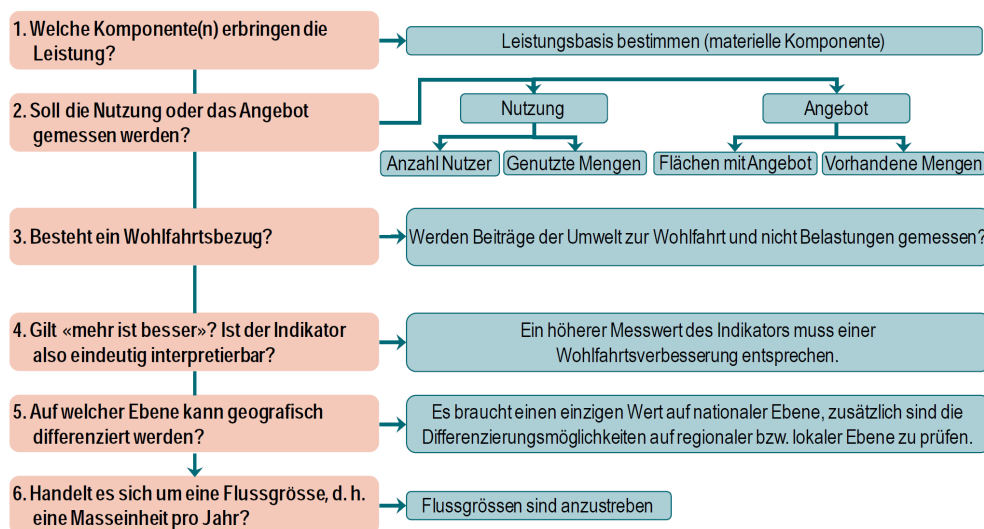 1. Welche Komponente(n) erbringen die
Leistung?
Leistungsbasis bestimmen (materielle Komponente)
2. Soll die Nutzung oder das Angebot
gemessen werden?
Nutzung
Angebot
Anzahl Nutzer
Genutzte Mengen
Flächen mit Angebot
Vorhandene Mengen
3. Besteht ein Wohlfahrtsbezug?
Werden Beiträge der Umwelt zur Wohlfahrt und nicht Belastungen gemessen?
4. Gilt «mehr ist besser»? Ist der Indikator
also eindeutig interpretierbar?
Ein höherer Messwert des Indikators muss einer
Wohlfahrtsverbesserung entsprechen.
5. Auf welcher Ebene kann geografisch
differenziert werden?
Es braucht einen einzigen Wert auf nationaler Ebene, zusätzlich sind die
Differenzierungsmöglichkeiten auf regionaler bzw. lokaler Ebene zu prüfen.
6. Handelt es sich um eine Flussgrösse, d. h.
eine Masseinheit pro Jahr?
Flussgrössen sind anzustreben